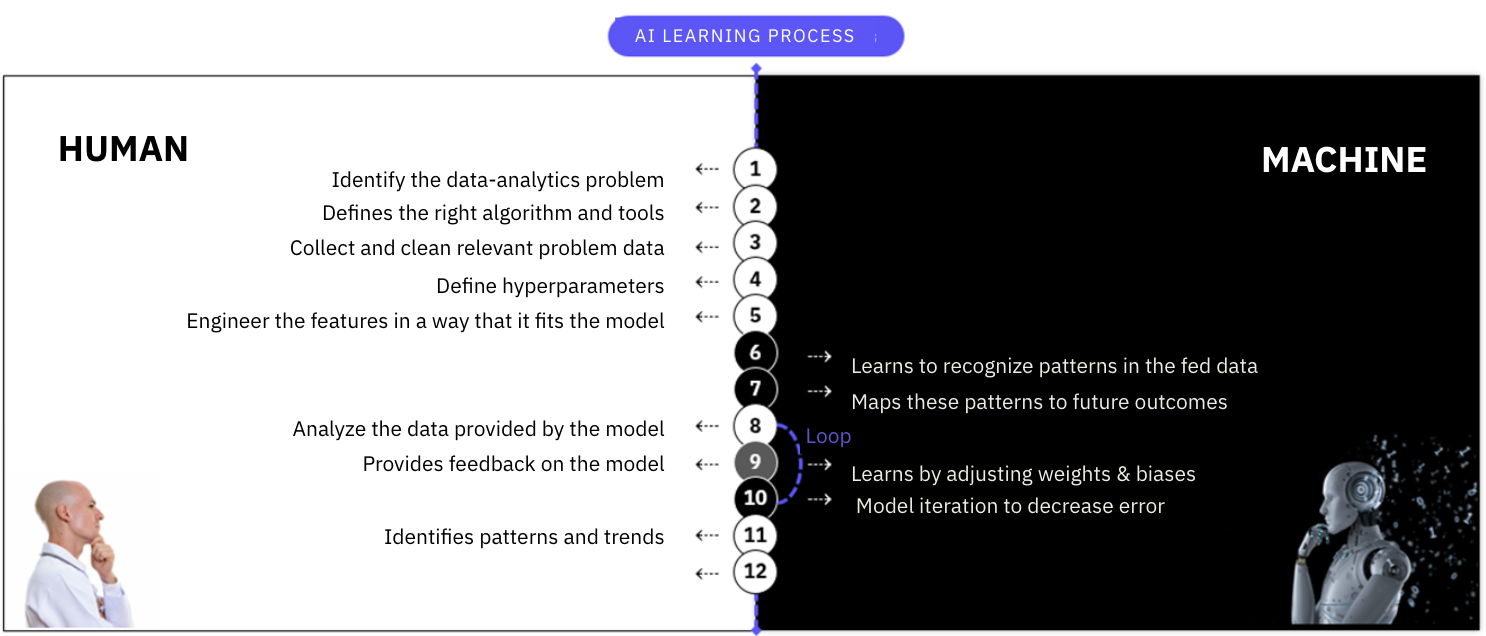 AI LEARNING PROCESS
HUMAN
MACHINE
1
Identify the data-analytics problem
2
Defines the right algorithm and tools
3
Collect and clean relevant problem data
4
Define hyperparameters
5
Engineer the features in a way that it fits the model
6
Learns to recognize patterns in the fed data
7
Maps these patterns to future outcomes
8
Analyze the data provided by the model
Loop
9
Provides feedback on the model
Learns by adjusting weights & biases
10
Model iteration to decrease error
11
Identifies patterns and trends
12